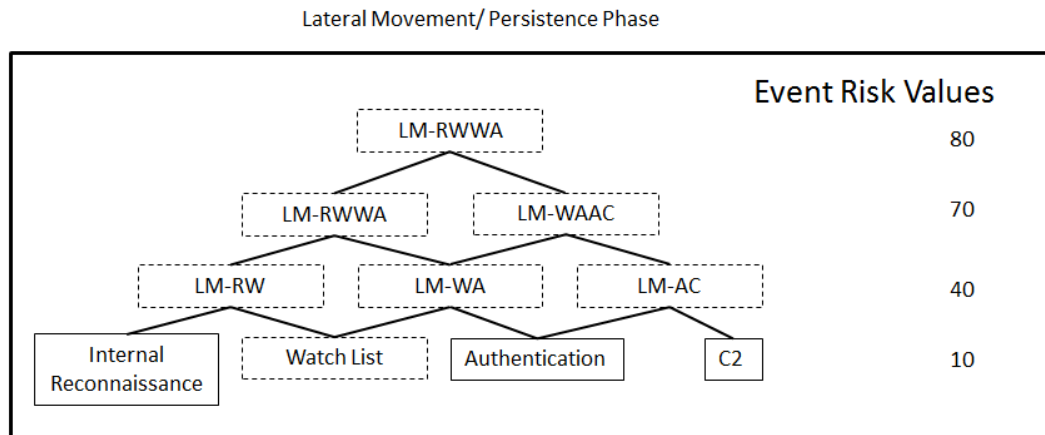 Lateral Movement/ Persistence Phase
Event Risk Values
LM-RWWA
80
LM-RWWA
LM-WAAC
70
LM-RW
LM-WA
LM-AC
40
Internal
Reconnaissance
Watch List
Authentication
C2
10